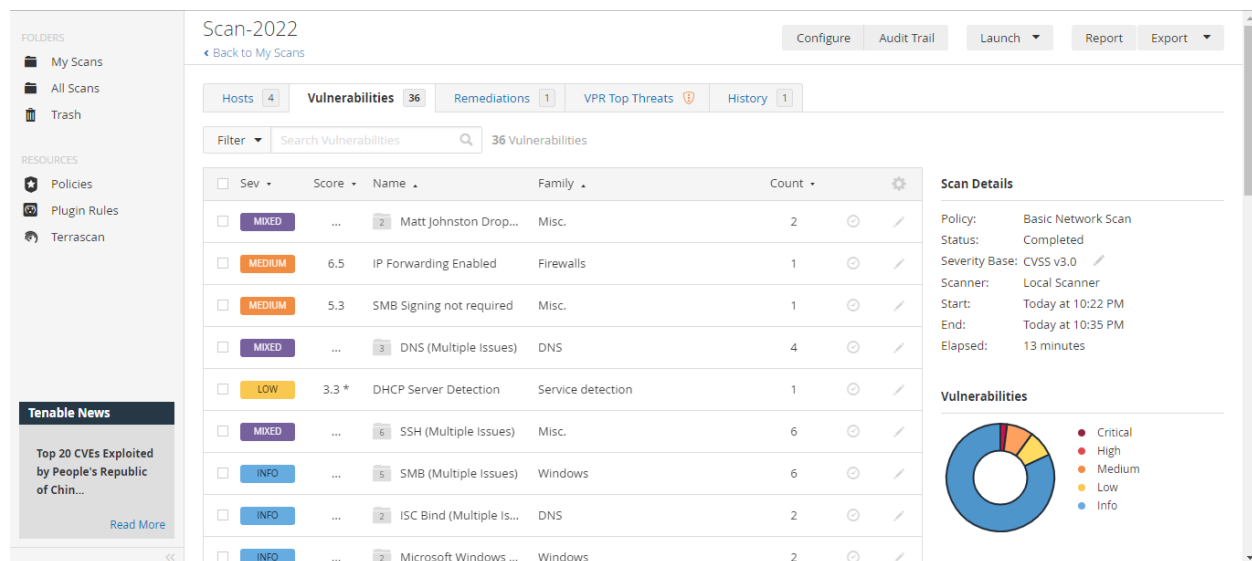 FOLDERS
My Scans
All Scans
Trash
RESOURCES
Policies
Plugin Rules
Terrascan
Tenable News
Top 20 CVEs Exploited
by People's Republic
of Chin...
Read More
Scan-2022
Back to My Scans
Configure Audit Trail Launch Report Export
Hosts 4 Vulnerabilities 36 Remediations 1 VPR Top Threats History 1
Filter Search Vulnerabilities 36 Vulnerabilities
Sev Score Name Family Count
MIXED ... 2 Matt Johnston Drop... Misc. 2
MEDIUM 6.5 IP Forwarding Enabled Firewalls 1
MEDIUM 5.3 SMB Signing not required Misc. 1
MIXED ... 3 DNS (Multiple Issues) DNS 4
LOW 3.3 * DHCP Server Detection Service detection 1
MIXED ... 6 SSH (Multiple Issues) Misc. 6
INFO ... 5 SMB (Multiple Issues) Windows 6
INFO ... 2 ISC Bind (Multiple Is... DNS 2
INFO ... 2 Microsoft Windows ... Windows 2
Scan Details
Policy: Basic Network Scan
Status: Completed
Severity Base: CVSS v3.0
Scanner: Local Scanner
Start: Today at 10:22 PM
End: Today at 10:35 PM
Elapsed: 13 minutes
Vulnerabilities
Critical
High
Medium
Low
Info